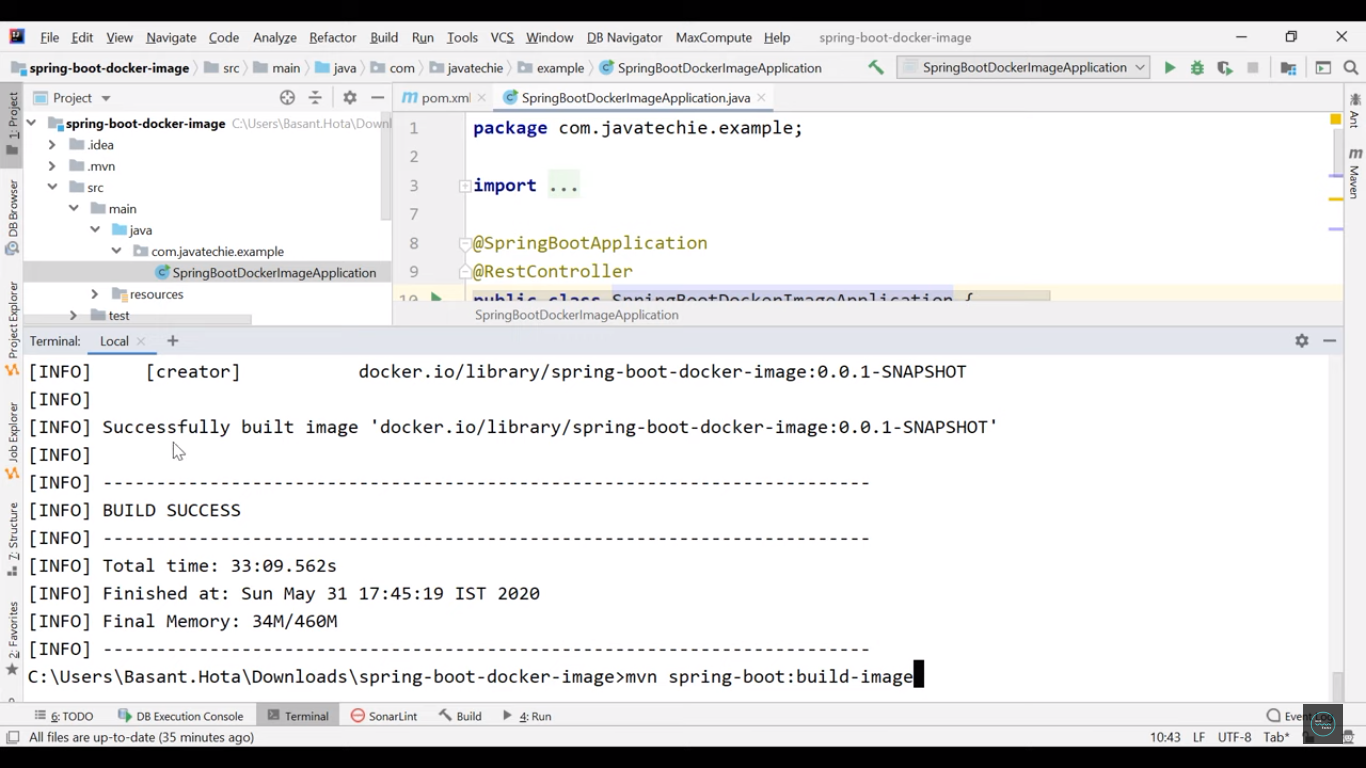 File Edit View Navigate Code Analyze Refactor Build Run Tools VCS Window DB Navigator MaxCompute Help spring-boot-docker-image
spring-boot-docker-image src main java com javatechie example SpringBootDockerImageApplication SpringBootDockerImageApplication
Project
pom.xml SpringBootDockerImageApplication.java
1: Project
DB Browser
Project Explorer
Job Explorer
7: Structure
2: Favorites
spring-boot-docker-image C:\Users\Basant.Hota\Downl
.idea
.mvn
src
main
java
com.javatechie.example
SpringBootDockerImageApplication
resources
test
1 package com.javatechie.example;
2
3 import ...
7
8 @SpringBootApplication
9 @RestController
10 public class SpringBootDockerImageApplication {
SpringBootDockerImageApplication
Ant
Maven
Terminal: Local
[INFO] [creator] docker.io/library/spring-boot-docker-image:0.0.1-SNAPSHOT
[INFO]
[INFO] Successfully built image 'docker.io/library/spring-boot-docker-image:0.0.1-SNAPSHOT'
[INFO]
[INFO] ------------------------------------------------------------------------
[INFO] BUILD SUCCESS
[INFO] ------------------------------------------------------------------------
[INFO] Total time: 33:09.562s
[INFO] Finished at: Sun May 31 17:45:19 IST 2020
[INFO] Final Memory: 34M/460M
[INFO] ------------------------------------------------------------------------
C:\Users\Basant.Hota\Downloads\spring-boot-docker-image>mvn spring-boot:build-image
6: TODO DB Execution Console Terminal SonarLint Build 4: Run Event
All files are up-to-date (35 minutes ago) 10:43 LF UTF-8 Tab*